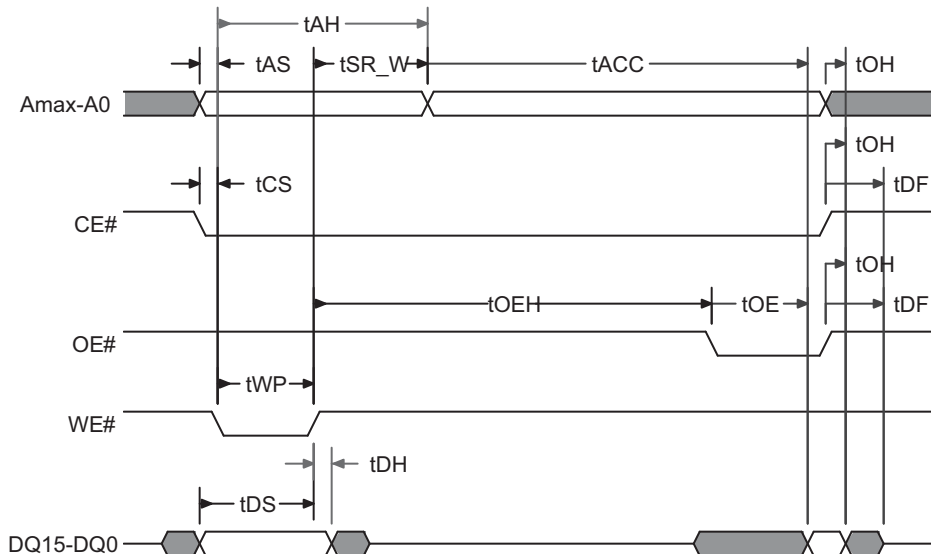 tAH
tAS tSR_W tACC tOH
Amax-A0
tOH
tCS tDF
CE#
tOH
tOEH tOE tDF
OE#
tWP
WE#
tDH
tDS
DQ15-DQ0